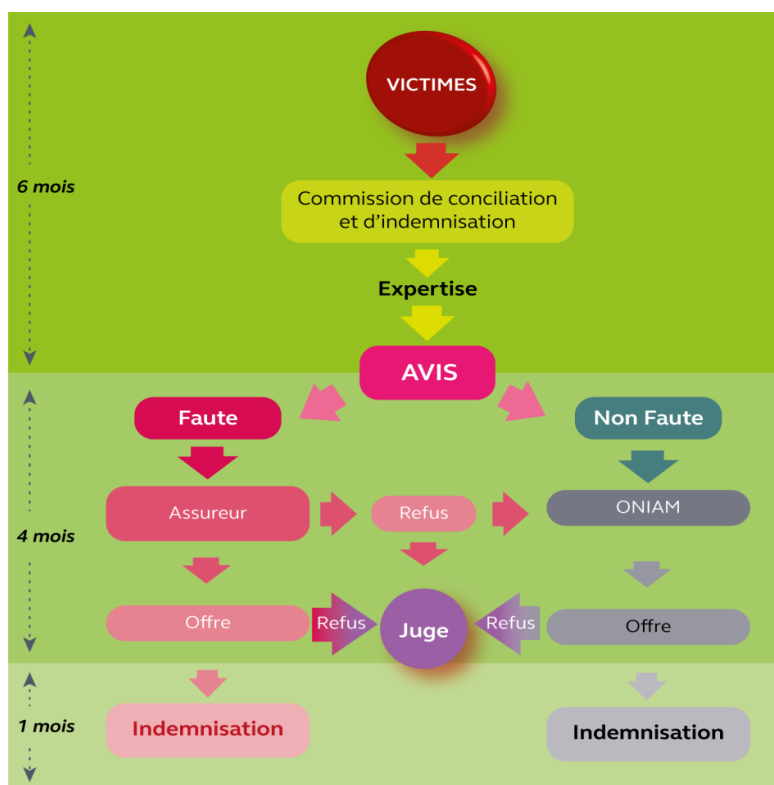 VICTIMES
6 mois
Commission de conciliation
et d'indemnisation
Expertise
AVIS
Faute
Non Faute
Assureur
Refus
ONIAM
4 mois
Offre
Refus
Juge
Refus
Offre
1 mois
Indemnisation
Indemnisation